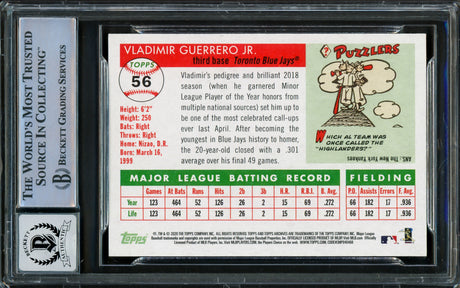 THE WORLD'S MOST TRUSTED
SOURCE IN COLLECTING™
BECKETT GRADING SERVICES
BECKETT
AUTHENTIC
TOPPS
56
VLADIMIR GUERRERO JR.
third base Toronto Blue Jays®
Height: 6'2"
Weight: 250
Bats: Right
Throws: Right
Home: Nizao, D.R.
Born: March 16,
1999
Vladimir's pedigree and brilliant 2018
season (when he garnered Minor
League Player of the Year honors from
multiple national sources) set him up
to be one of the most celebrated call-ups
ever last April. After becoming the
youngest in Blue Jays history to homer,
the 20-year-old closed with a .301
average over his final 49 games.
?
PUZZLERS
WHICH AL TEAM WAS
ONCE CALLED THE
"HIGHLANDERS?"
ANS: The New York Yankees
MAJOR LEAGUE BATTING RECORD
FIELDING
Games At Bat Runs Hits 2b 3b H.R. R.B.I. B. Avg. P.O. Assists Errors F. Avg.
Year 123 464 52 126 26 2 15 69 .272 66 182 17 .936
Life 123 464 52 126 26 2 15 69 .272 66 182 17 .936
Topps